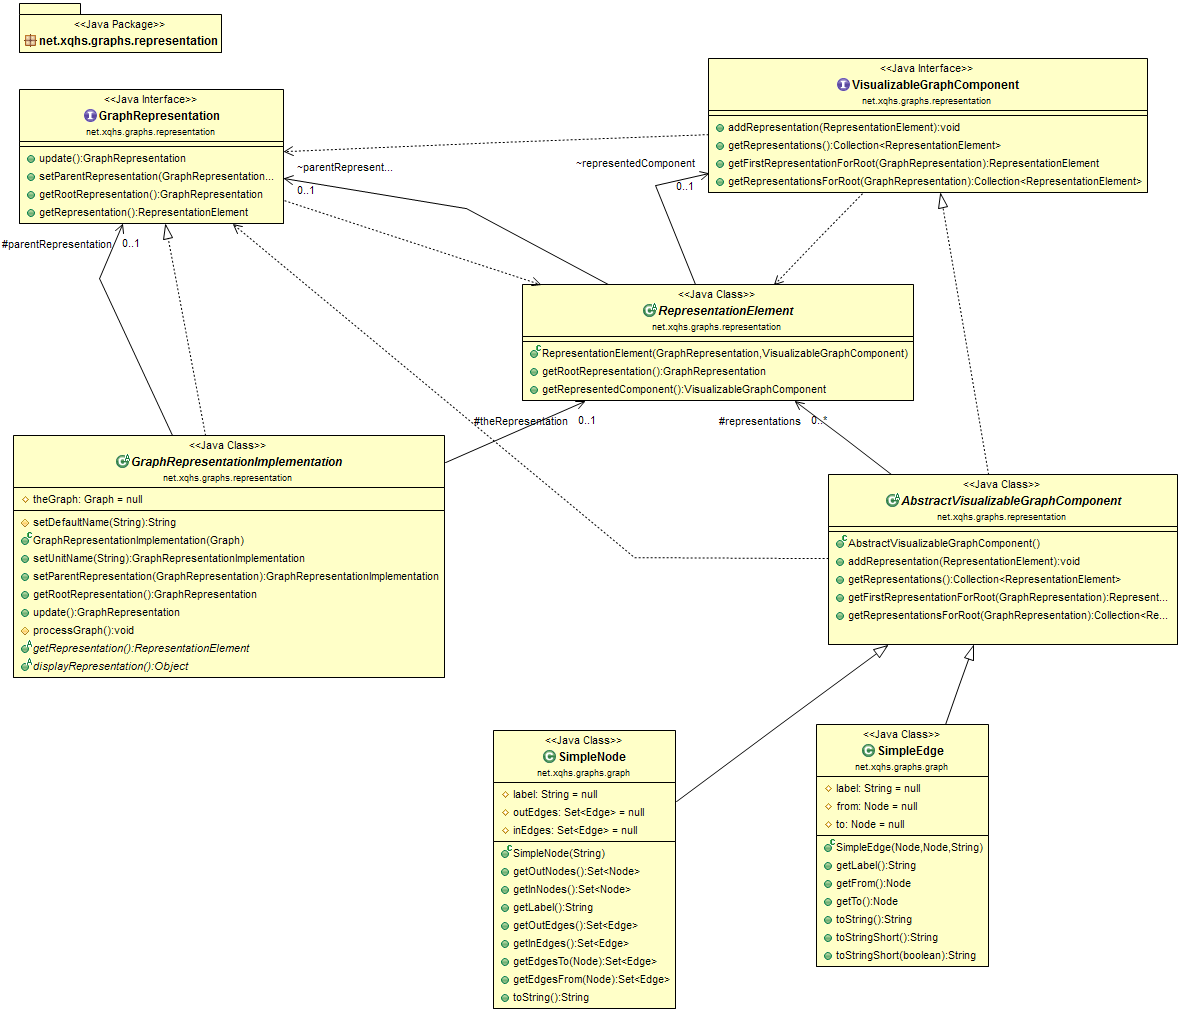 <<Java Package>>
net.xqhs.graphs.representation
<<Java Interface>>
GraphRepresentation
net.xqhs.graphs.representation
update():GraphRepresentation
setParentRepresentation(GraphRepresentation...
getRootRepresentation():GraphRepresentation
getRepresentation():RepresentationElement
<<Java Interface>>
VisualizableGraphComponent
net.xqhs.graphs.representation
addRepresentation(RepresentationElement):void
getRepresentations():Collection<RepresentationElement>
getFirstRepresentationForRoot(GraphRepresentation):RepresentationElement
getRepresentationsForRoot(GraphRepresentation):Collection<RepresentationElement>
~parentRepresent...
0..1
~representedComponent
0..1
#parentRepresentation
0..1
<<Java Class>>
RepresentationElement
net.xqhs.graphs.representation
RepresentationElement(GraphRepresentation,VisualizableGraphComponent)
getRootRepresentation():GraphRepresentation
getRepresentedComponent():VisualizableGraphComponent
#theRepresentation
0..1
#representations
0..*
<<Java Class>>
GraphRepresentationImplementation
net.xqhs.graphs.representation
theGraph: Graph = null
setDefaultName(String):String
GraphRepresentationImplementation(Graph)
setUnitName(String):GraphRepresentationImplementation
setParentRepresentation(GraphRepresentation):GraphRepresentationImplementation
getRootRepresentation():GraphRepresentation
update():GraphRepresentation
processGraph():void
getRepresentation():RepresentationElement
displayRepresentation():Object
<<Java Class>>
AbstractVisualizableGraphComponent
net.xqhs.graphs.representation
AbstractVisualizableGraphComponent()
addRepresentation(RepresentationElement):void
getRepresentations():Collection<RepresentationElement>
getFirstRepresentationForRoot(GraphRepresentation):Represent...
getRepresentationsForRoot(GraphRepresentation):Collection<Re...
<<Java Class>>
SimpleNode
net.xqhs.graphs.graph
label: String = null
outEdges: Set<Edge> = null
inEdges: Set<Edge> = null
SimpleNode(String)
getOutNodes():Set<Node>
getInNodes():Set<Node>
getLabel():String
getOutEdges():Set<Edge>
getInEdges():Set<Edge>
getEdgesTo(Node):Set<Edge>
getEdgesFrom(Node):Set<Edge>
toString():String
<<Java Class>>
SimpleEdge
net.xqhs.graphs.graph
label: String = null
from: Node = null
to: Node = null
SimpleEdge(Node,Node,String)
getLabel():String
getFrom():Node
getTo():Node
toString():String
toStringShort():String
toStringShort(boolean):String